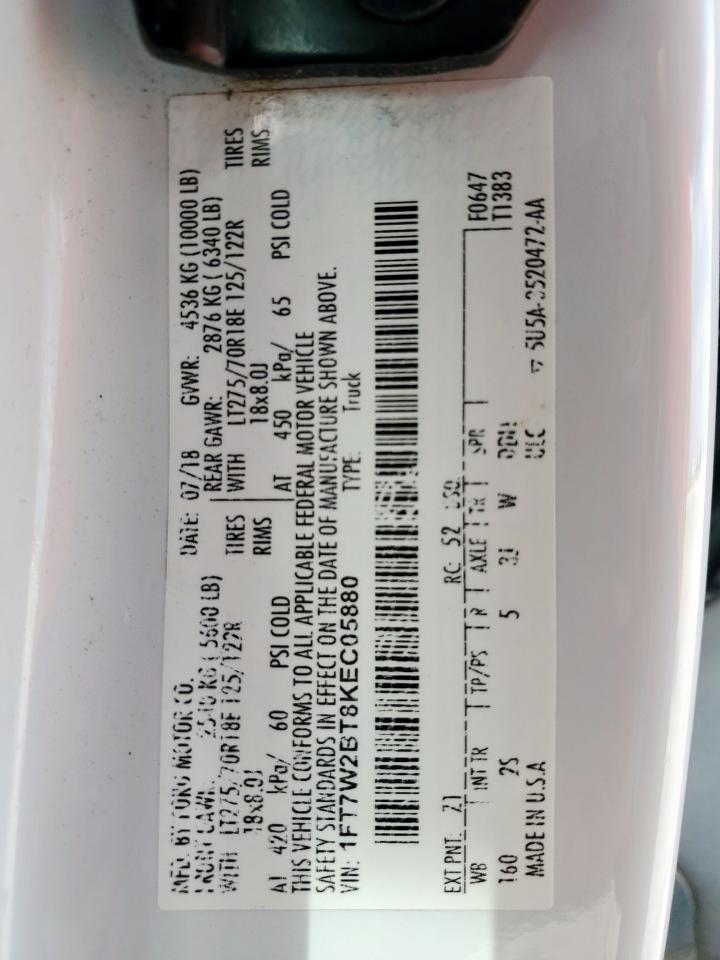 MFD. BY FORD MOTOR CO.
DATE: 07/18 GVWR: 4536 KG (10000 LB)
FRONT GAWR: 2540 KG ( 5600 LB)
REAR GAWR: 2876 KG ( 6340 LB)
WITH LT275/70R18E 125/122R TIRES
WITH LT275/70R18E 125/122R TIRES
18x8.0J RIMS
18x8.0J RIMS
AT 420 kPa/ 60 PSI COLD
AT 450 kPa/ 65 PSI COLD
THIS VEHICLE CONFORMS TO ALL APPLICABLE FEDERAL MOTOR VEHICLE
SAFETY STANDARDS IN EFFECT ON THE DATE OF MANUFACTURE SHOWN ABOVE.
VIN: 1FT7W2BT8KEC05880 TYPE: Truck
F0647
T1383
EXT PNT: Z1 RC: 52 DSO:
WB INT TR TP/PS R AXLE TR SPR
160 2S 5 W
MADE IN U.S.A